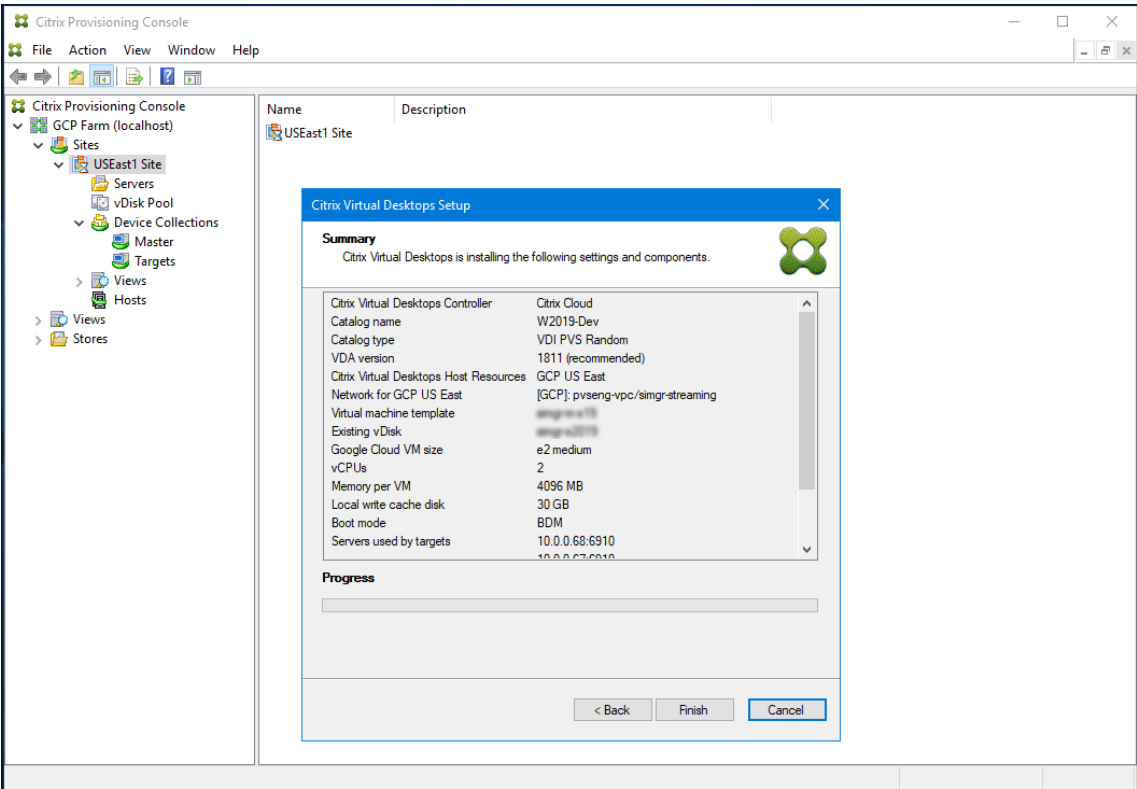 Citrix Provisioning Console
File Action View Window Help
Citrix Provisioning Console
GCP Farm (localhost)
Sites
USEast1 Site
Servers
vDisk Pool
Device Collections
Master
Targets
Views
Hosts
Views
Stores
Name Description
USEast1 Site
Citrix Virtual Desktops Setup
Summary
Citrix Virtual Desktops is installing the following settings and components.
Citrix Virtual Desktops Controller Citrix Cloud
Catalog name W2019-Dev
Catalog type VDI PVS Random
VDA version 1811 (recommended)
Citrix Virtual Desktops Host Resources GCP US East
Network for GCP US East [GCP]: pvseng-vpc/simgr-streaming
Virtual machine template
Existing vDisk
Google Cloud VM size e2 medium
vCPUs 2
Memory per VM 4096 MB
Local write cache disk 30 GB
Boot mode BDM
Servers used by targets 10.0.0.68:6910
10.0.0.67:6910
Progress
< Back Finish Cancel